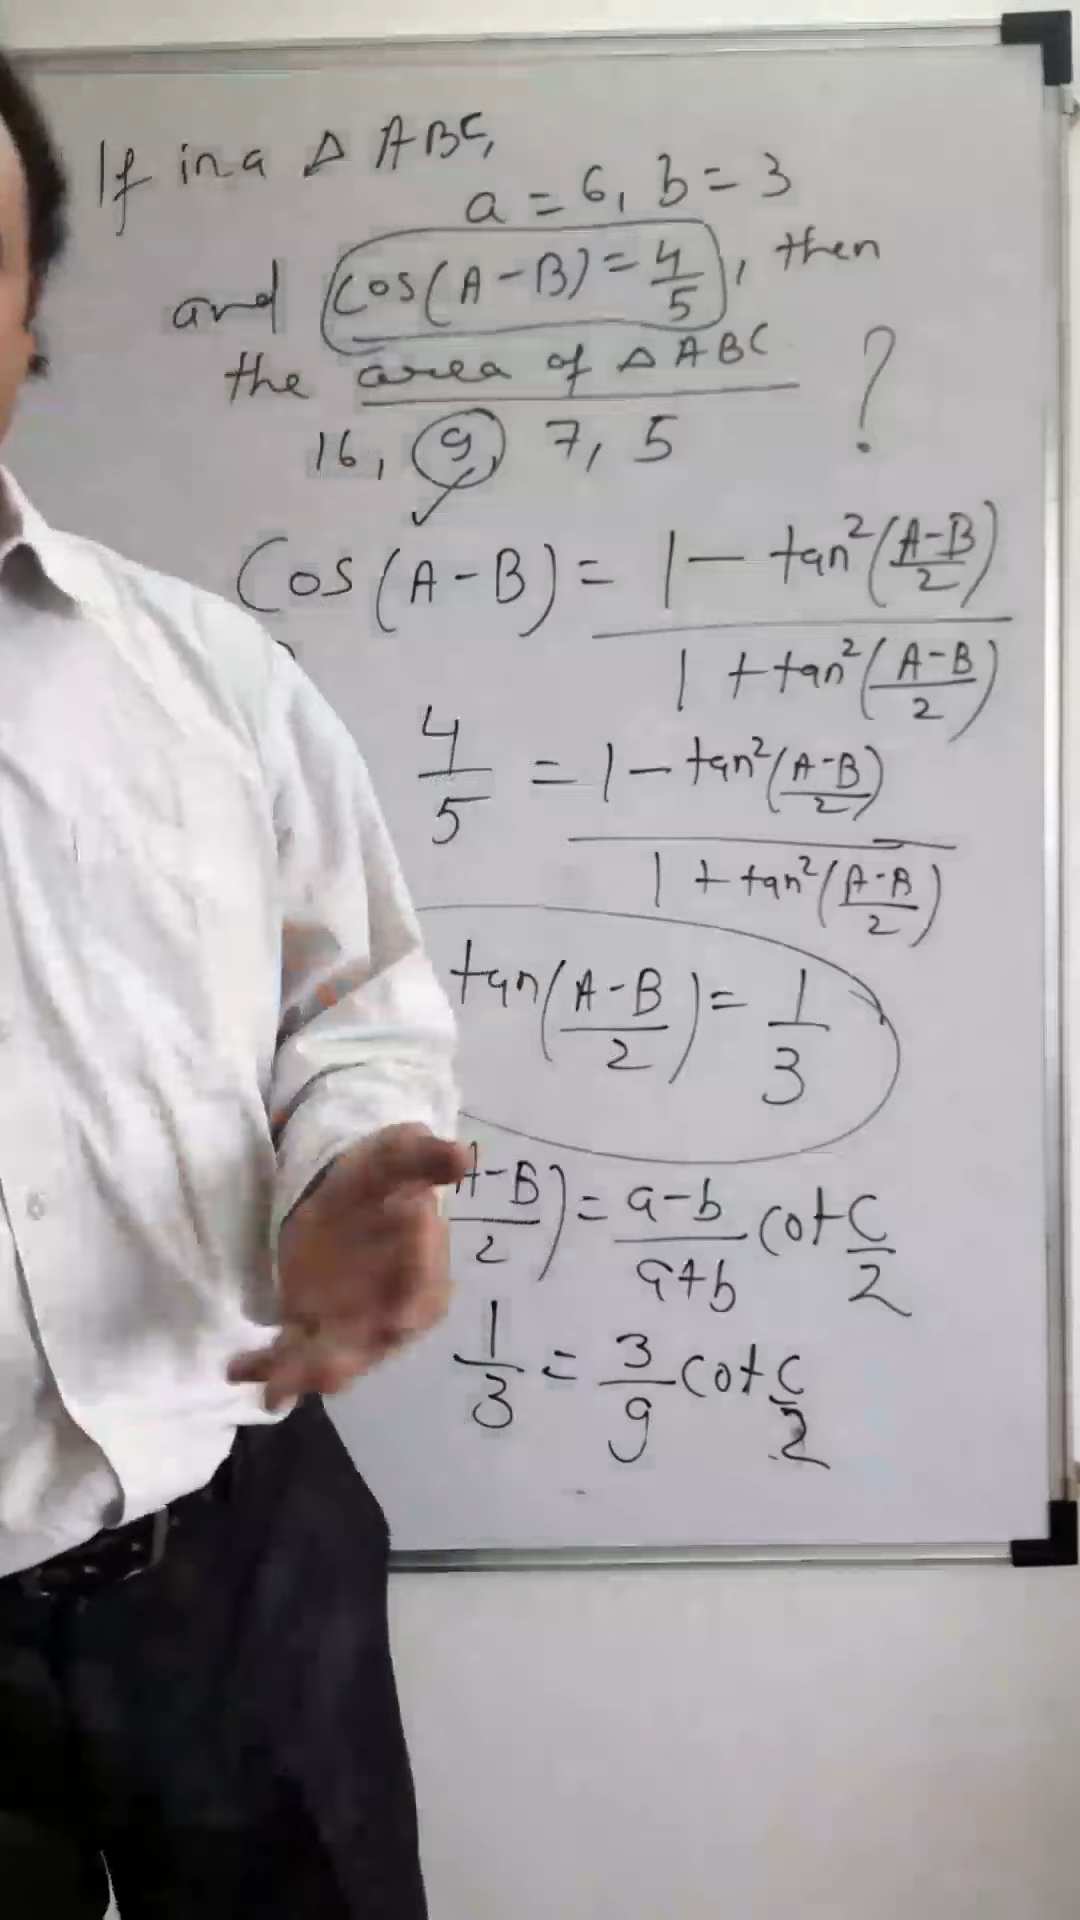 If in a Δ ABC,
a = 6, b = 3
and cos(A-B) = 4/5, then
the area of Δ ABC ?
16, 9, 7, 5
Cos(A-B) = 1 - tan²(A-B/2) / 1 + tan²(A-B/2)
4/5 = 1 - tan²(A-B/2) / 1 + tan²(A-B/2)
tan(A-B/2) = 1/3
A-B/2) = a-b/a+b cot C/2
1/3 = 3/9 cot C/2